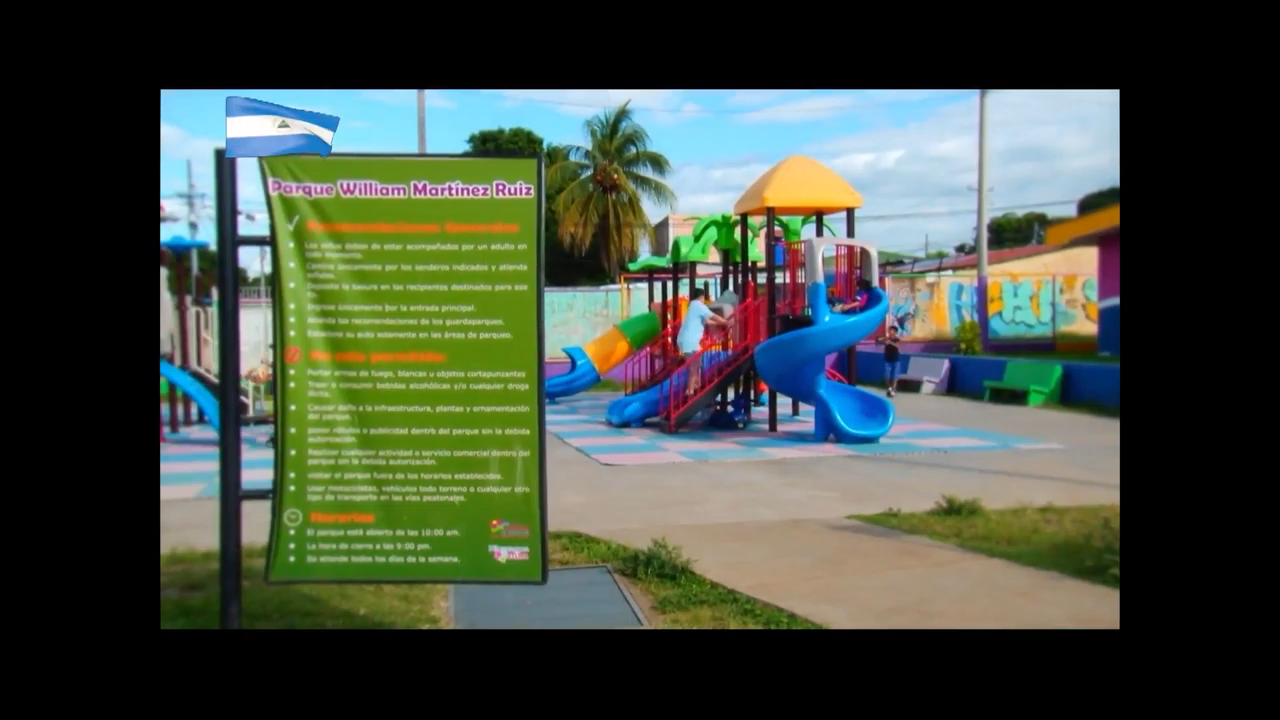 Parque William Martínez Ruiz
Recomendaciones Generales
Los niños deben de estar acompañados por un adulto en
todo momento.
Camine únicamente por los senderos indicados y atienda
señales.
Deposite la basura en los recipientes destinados para ese
fin.
Ingrese únicamente por la entrada principal.
Atienda las recomendaciones de los guardaparques.
Estacione su auto solamente en las áreas de parqueo.
No esta permitido:
Portar armas de fuego, blancas u objetos cortapunzantes
Traer o consumir bebidas alcohólicas y/o cualquier droga
ilícita.
Causar daño a la infraestructura, plantas y ornamentación
del parque.
poner rótulos o publicidad dentro del parque sin la debida
autorización.
Realizar cualquier actividad o servicio comercial dentro del
parque sin la debida autorización.
visitar el parque fuera de los horarios establecidos.
Usar motocicletas, vehículos todo terreno o cualquier otro
tipo de transporte en las vías peatonales.
Horarios
El parque está abierto de las 10:00 am.
La hora de cierre a las 9:00 pm.
Se atiende todos los días de la semana.